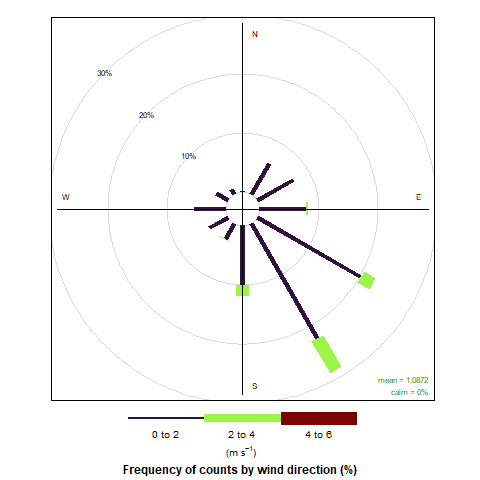 N
30%
20%
10%
W
E
S
mean = 1.0872
calm = 0%
0 to 2
2 to 4
4 to 6
(m s⁻¹)
Frequency of counts by wind direction (%)